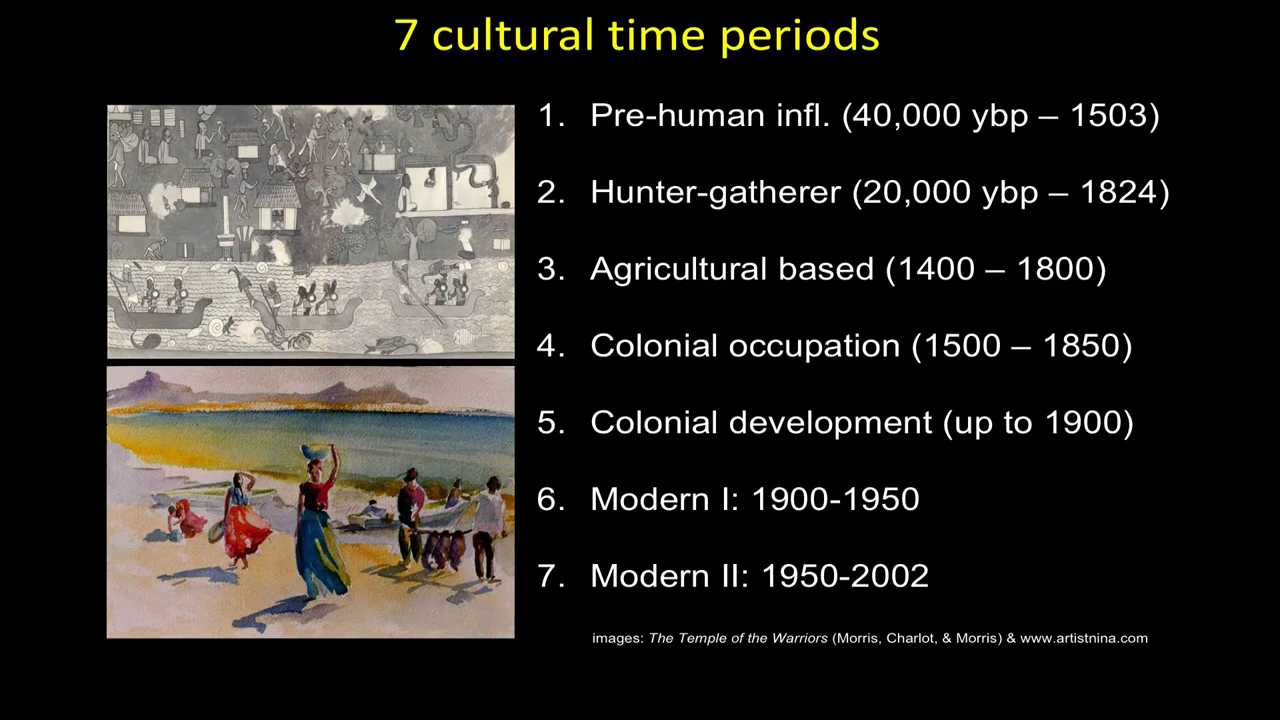 7 cultural time periods
1. Pre-human infl. (40,000 ybp – 1503)
2. Hunter-gatherer (20,000 ybp – 1824)
3. Agricultural based (1400 – 1800)
4. Colonial occupation (1500 – 1850)
5. Colonial development (up to 1900)
6. Modern I: 1900-1950
7. Modern II: 1950-2002
images: The Temple of the Warriors (Morris, Charlot, & Morris) & www.artistnina.com